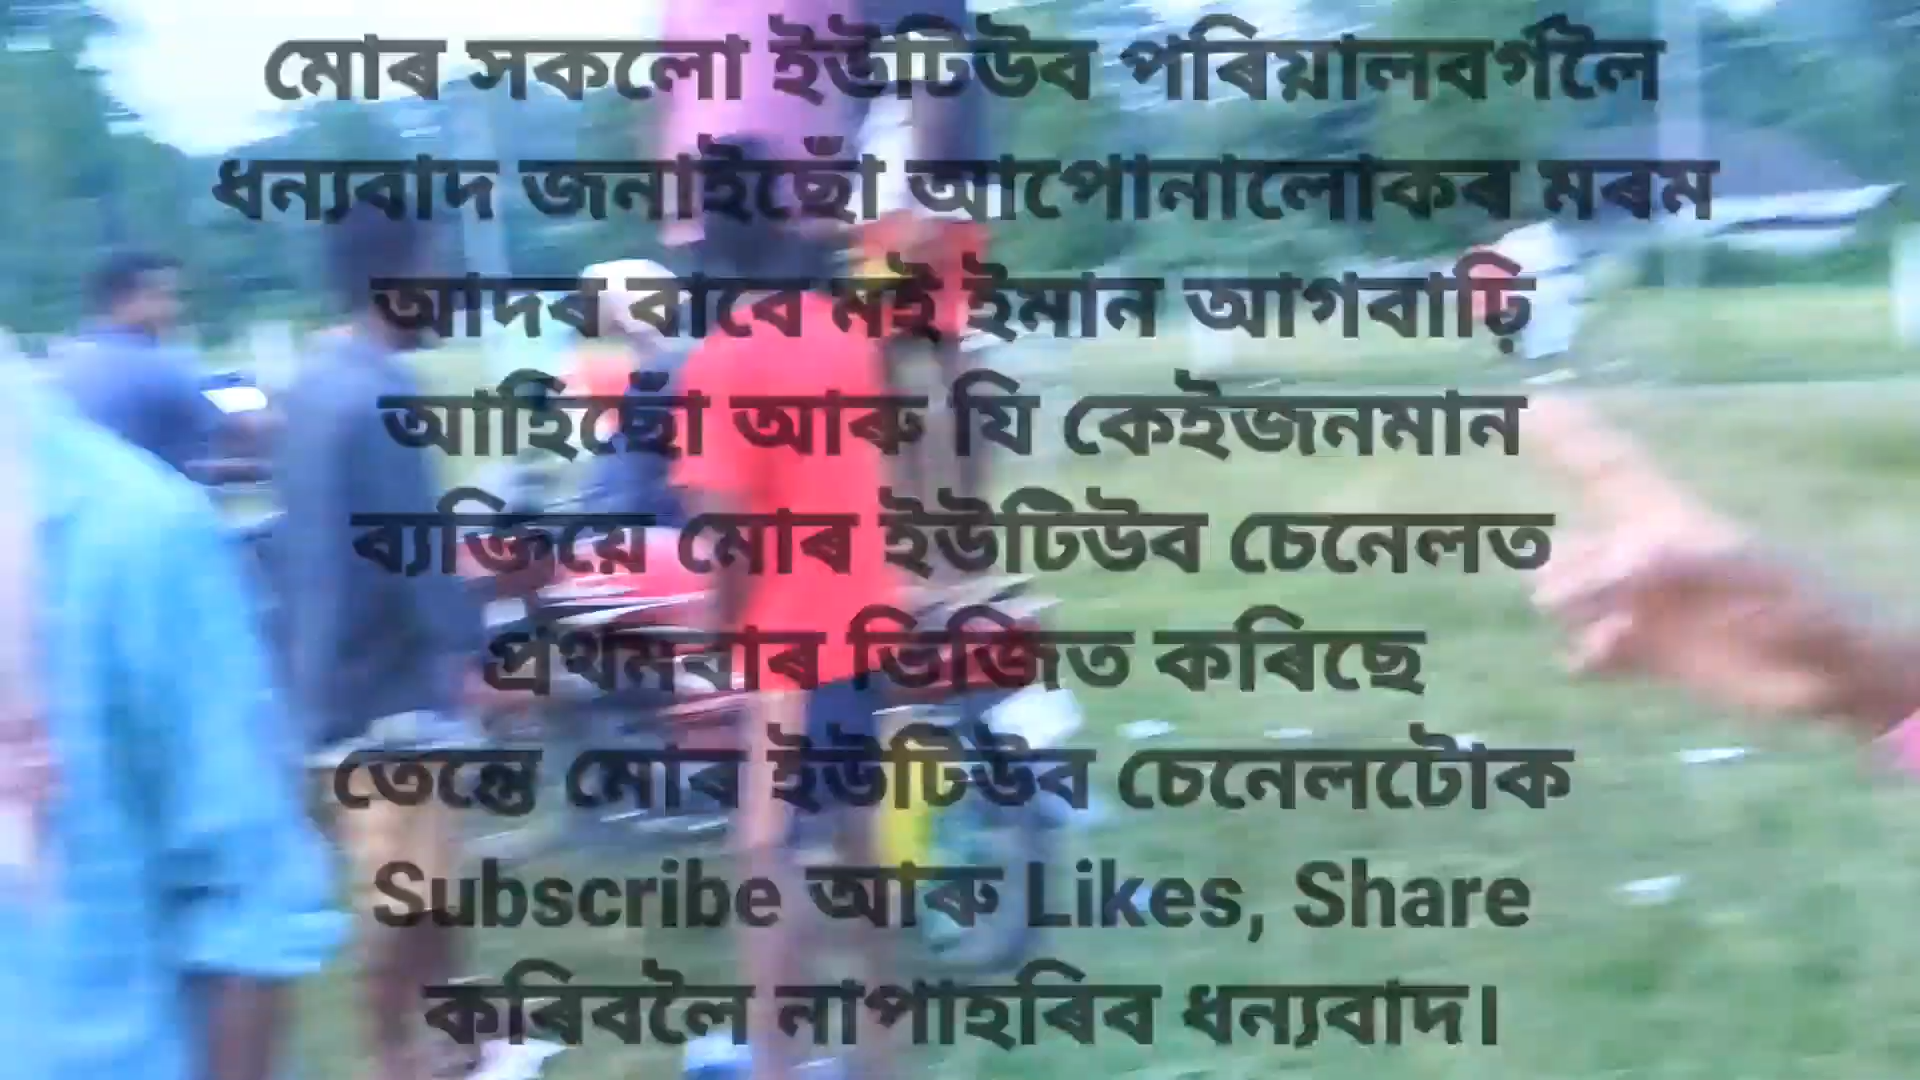 মোৰ সকলো ইউটিউব পৰিয়ালবৰ্গলৈ
ধন্যবাদ জনাইছোঁ আপোনালোকৰ মৰম
আদৰ বাবে মই ইমান আগবাঢ়ি
আহিছোঁ আৰু যি কেইজনমান
ব্যক্তিয়ে মোৰ ইউটিউব চেনেলত
প্ৰথমবাৰ ভিজিত কৰিছে
তেন্তে মোৰ ইউটিউব চেনেলটোক
Subscribe আৰু Likes, Share
কৰিবলৈ নাপাহৰিব ধন্যবাদ।